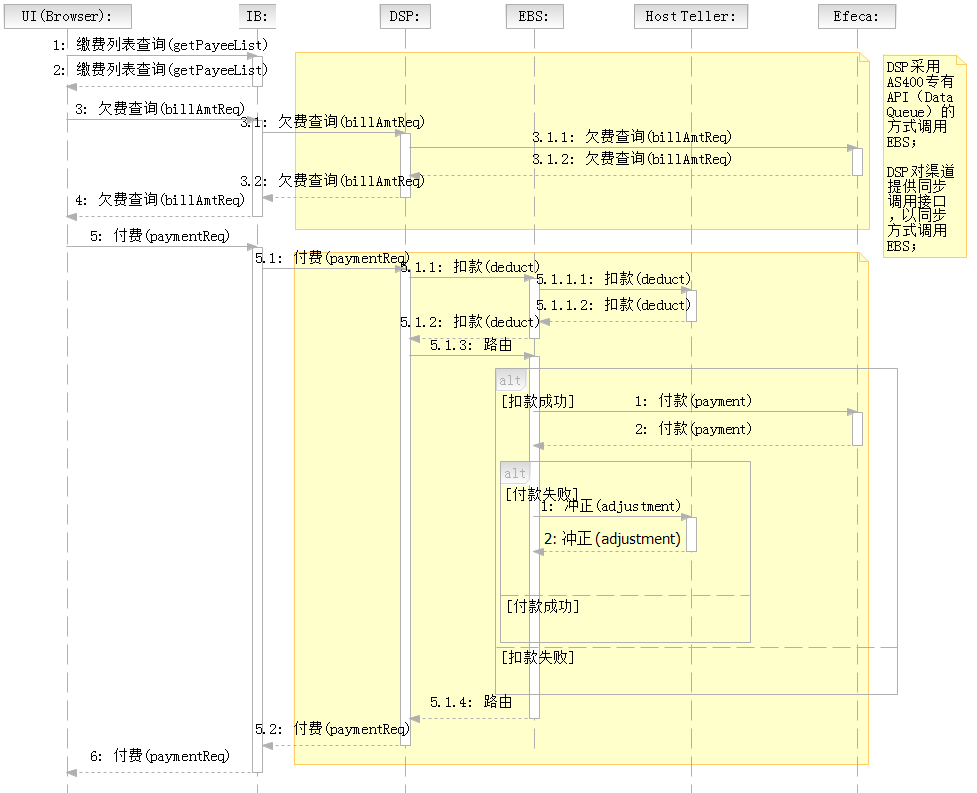 UI(Browser):
IB:
DSP:
EBS:
Host Teller:
Efeca:
1: 缴费列表查询(getPayeeList)
2: 缴费列表查询(getPayeeList)
3: 欠费查询(billAmtReq)
3.1: 欠费查询(billAmtReq)
3.1.1: 欠费查询(billAmtReq)
3.1.2: 欠费查询(billAmtReq)
3.2: 欠费查询(billAmtReq)
4: 欠费查询(billAmtReq)
DSP采用
AS400专有
API（Data
Queue）的
方式调用
EBS；
DSP对渠道
提供同步
调用接口
，以同步
方式调用
EBS；
5: 付费(paymentReq)
5.1: 付费(paymentReq)
5.1.1: 扣款(deduct)
5.1.1.1: 扣款(deduct)
5.1.1.2: 扣款(deduct)
5.1.2: 扣款(deduct)
5.1.3: 路由
alt
[扣款成功]
1: 付款(payment)
2: 付款(payment)
alt
[付款失败]
1: 冲正(adjustment)
2: 冲正(adjustment)
[付款成功]
[扣款失败]
5.1.4: 路由
5.2: 付费(paymentReq)
6: 付费(paymentReq)